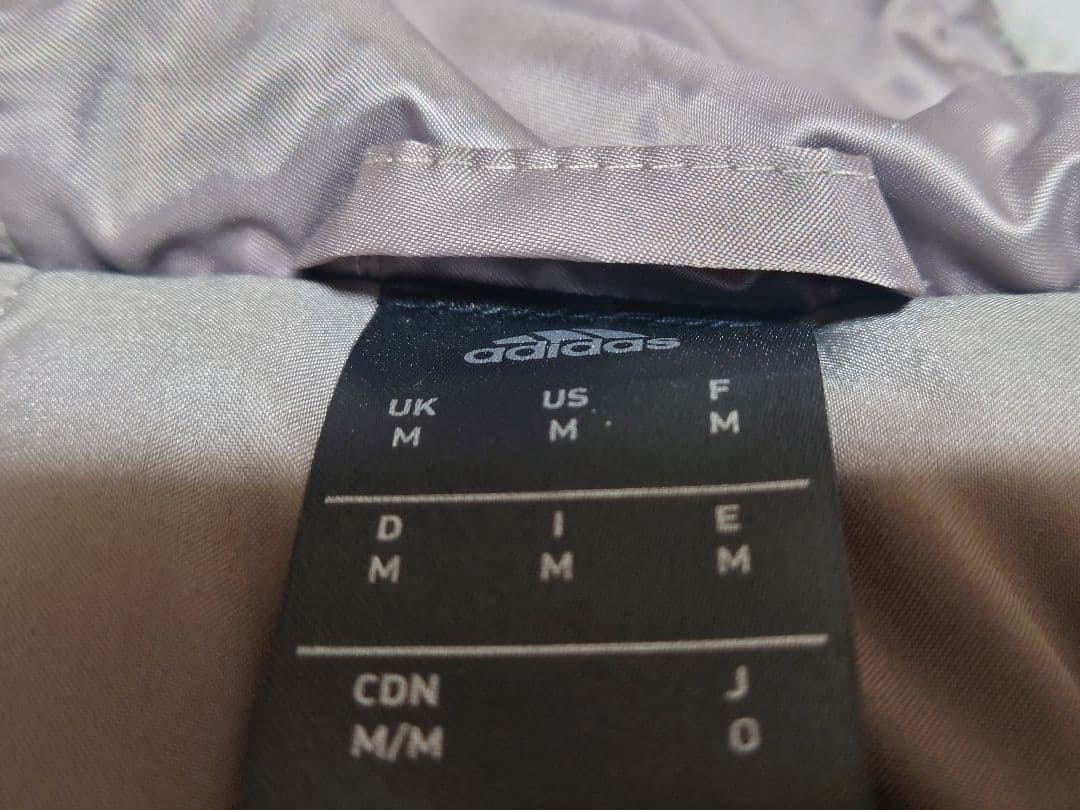 adidas
UK US F
M M M
D I E
M M M
CDN J
M/M O